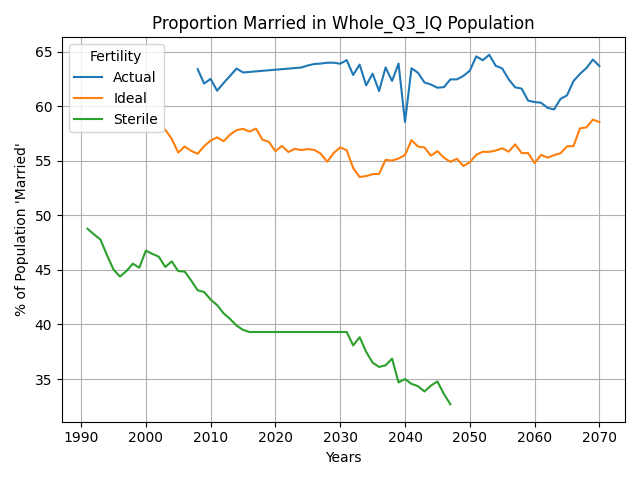 Proportion Married in Whole_Q3_IQ Population
Fertility
Actual
Ideal
Sterile
% of Population 'Married'
65
60
55
50
45
40
35
1990 2000 2010 2020 2030 2040 2050 2060 2070
Years